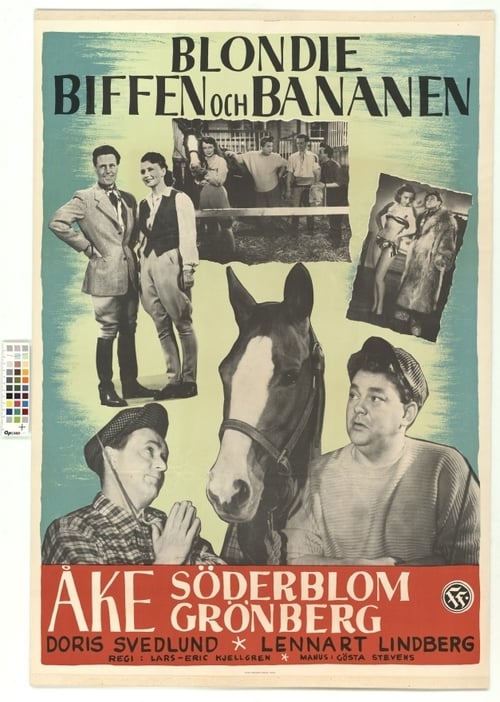 BLONDIE
BIFFEN OCH BANANEN
ÅKE SÖDERBLOM
GRÖNBERG
DORIS SVEDLUND * LENNART LINDBERG
REGI : LARS-ERIC KJELLGREN * MANUS : GÖSTA STEVENS